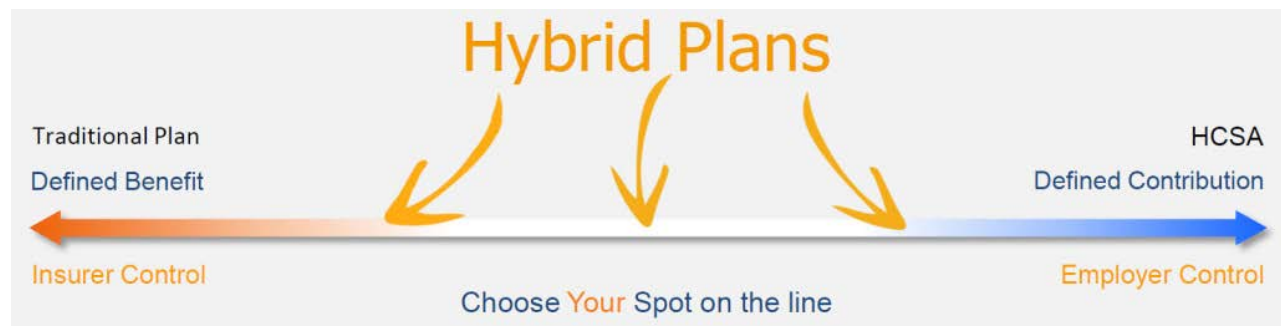 Hybrid Plans
Traditional Plan
HCSA
Defined Benefit
Defined Contribution
Insurer Control
Employer Control
Choose Your Spot on the line